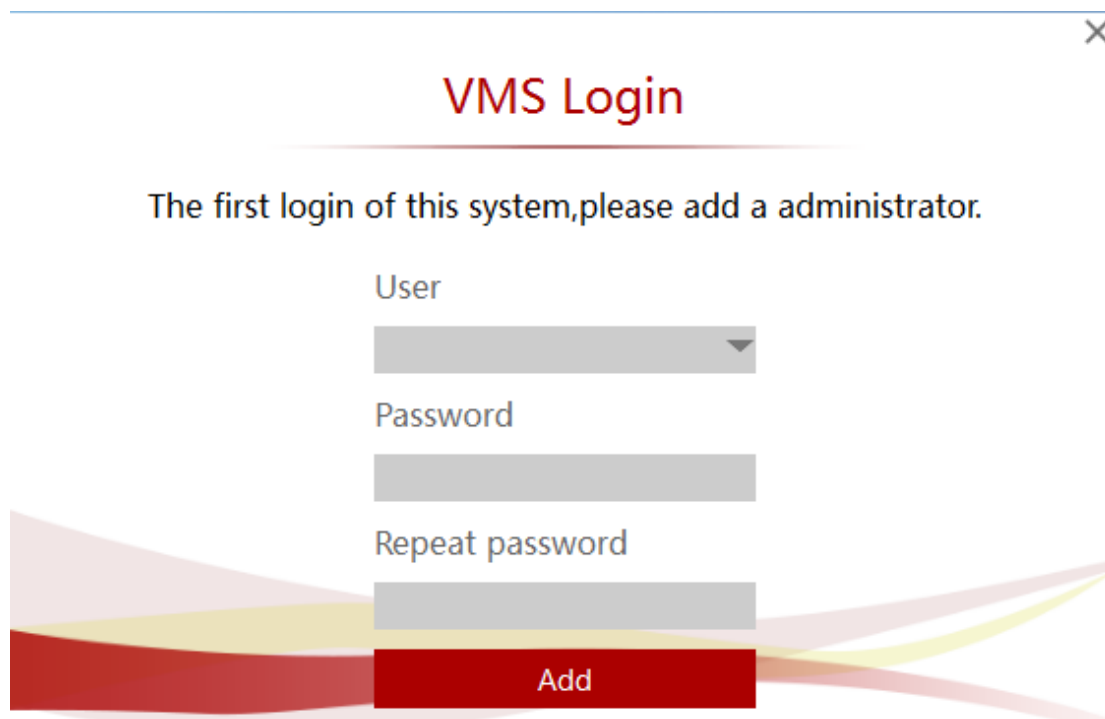 VMS Login
The first login of this system,please add a administrator.
User
Password
Repeat password
Add